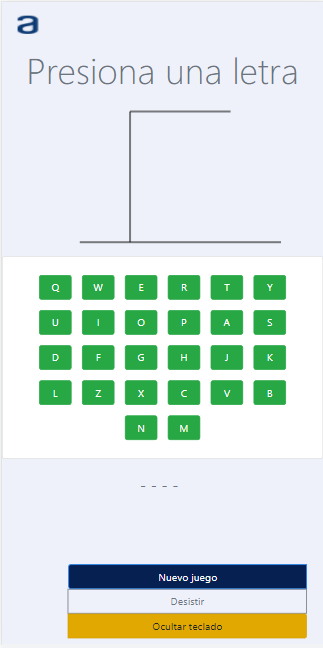 a
Presiona una letra
Q W E R T Y
U I O P A S
D F G H J K
L Z X C V B
N M
- - - -
Nuevo juego
Desistir
Ocultar teclado